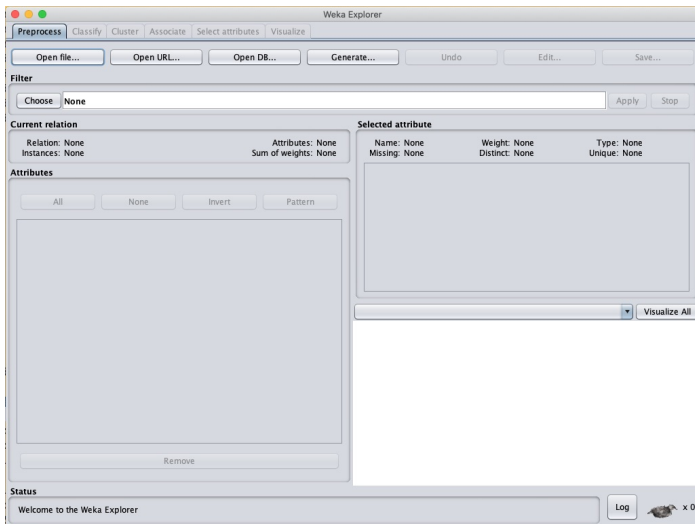 Weka Explorer
Preprocess Classify Cluster Associate Select attributes Visualize
Open file... Open URL... Open DB... Generate... Undo Edit... Save...
Filter
Choose None Apply Stop
Current relation
Relation: None Attributes: None
Instances: None Sum of weights: None
Selected attribute
Name: None Weight: None Type: None
Missing: None Distinct: None Unique: None
Attributes
All None Invert Pattern
Remove
Visualize All
Status
Welcome to the Weka Explorer
Log x 0